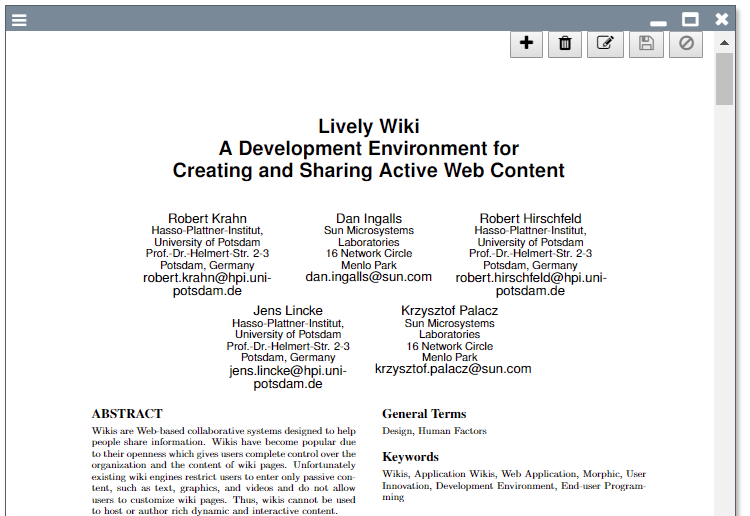 Lively Wiki
A Development Environment for
Creating and Sharing Active Web Content
Robert Krahn
Hasso-Plattner-Institut,
University of Potsdam
Prof.-Dr.-Helmert-Str. 2-3
Potsdam, Germany
robert.krahn@hpi.uni-
potsdam.de
Dan Ingalls
Sun Microsystems
Laboratories
16 Network Circle
Menlo Park
dan.ingalls@sun.com
Robert Hirschfeld
Hasso-Plattner-Institut,
University of Potsdam
Prof.-Dr.-Helmert-Str. 2-3
Potsdam, Germany
robert.hirschfeld@hpi.uni-
potsdam.de
Jens Lincke
Hasso-Plattner-Institut,
University of Potsdam
Prof.-Dr.-Helmert-Str. 2-3
Potsdam, Germany
jens.lincke@hpi.uni-
potsdam.de
Krzysztof Palacz
Sun Microsystems
Laboratories
16 Network Circle
Menlo Park
krzysztof.palacz@sun.com
ABSTRACT
Wikis are Web-based collaborative systems designed to help
people share information. Wikis have become popular due
to their openness which gives users complete control over the
organization and the content of wiki pages. Unfortunately
existing wiki engines restrict users to enter only passive con-
tent, such as text, graphics, and videos and do not allow
users to customize wiki pages. Thus, wikis cannot be used
to host or author rich dynamic and interactive content.
General Terms
Design, Human Factors
Keywords
Wikis, Application Wikis, Web Application, Morphic, User
Innovation, Development Environment, End-user Program-
ming